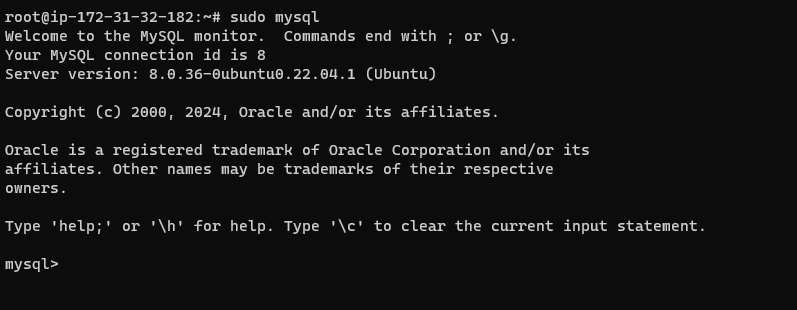 root@ip-172-31-32-182:~# sudo mysql
Welcome to the MySQL monitor.  Commands end with ; or \g.
Your MySQL connection id is 8
Server version: 8.0.36-0ubuntu0.22.04.1 (Ubuntu)

Copyright (c) 2000, 2024, Oracle and/or its affiliates.

Oracle is a registered trademark of Oracle Corporation and/or its
affiliates. Other names may be trademarks of their respective
owners.

Type 'help;' or '\h' for help. Type '\c' to clear the current input statement.

mysql>